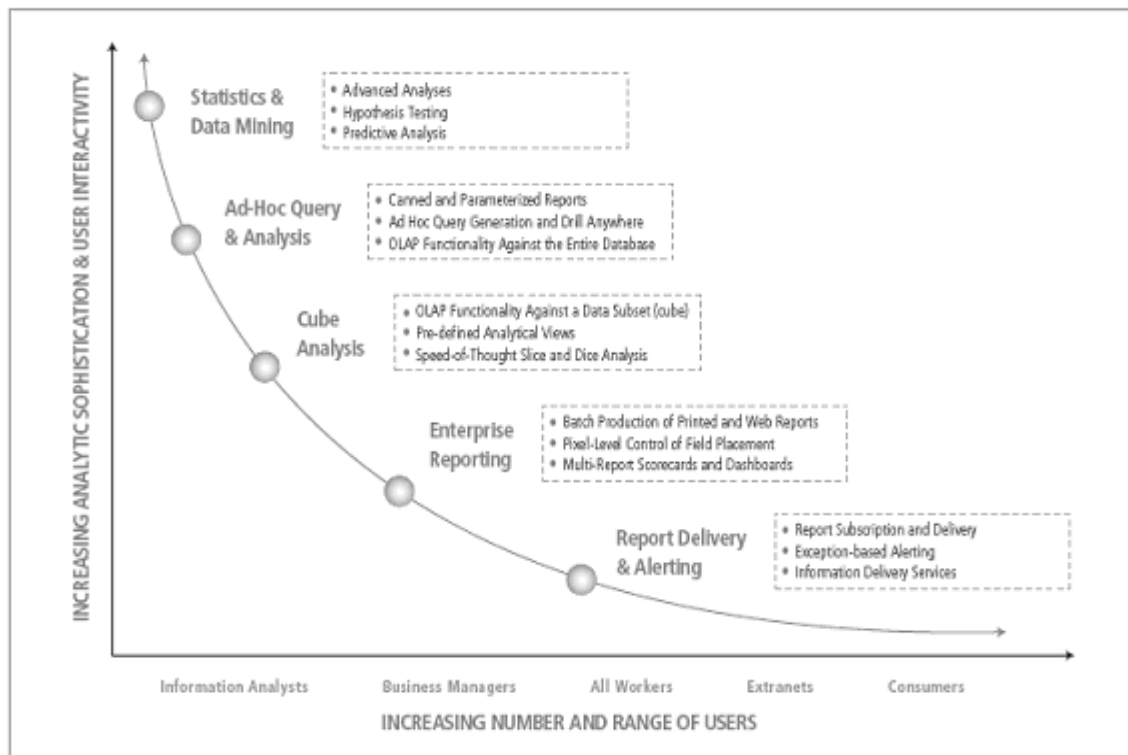 INCREASING ANALYTIC SOPHISTICATION & USER INTERACTIVITY
Statistics &
Data Mining
• Advanced Analyses
• Hypothesis Testing
• Predictive Analysis
Ad-Hoc Query
& Analysis
• Canned and Parameterized Reports
• Ad Hoc Query Generation and Drill Anywhere
• OLAP Functionality Against the Entire Database
Cube
Analysis
• OLAP Functionality Against a Data Subset (cube)
• Pre-defined Analytical Views
• Speed-of-Thought Slice and Dice Analysis
Enterprise
Reporting
• Batch Production of Printed and Web Reports
• Pixel-Level Control of Field Placement
• Multi-Report Scorecards and Dashboards
Report Delivery
& Alerting
• Report Subscription and Delivery
• Exception-based Alerting
• Information Delivery Services
Information Analysts
Business Managers
All Workers
Extranets
Consumers
INCREASING NUMBER AND RANGE OF USERS